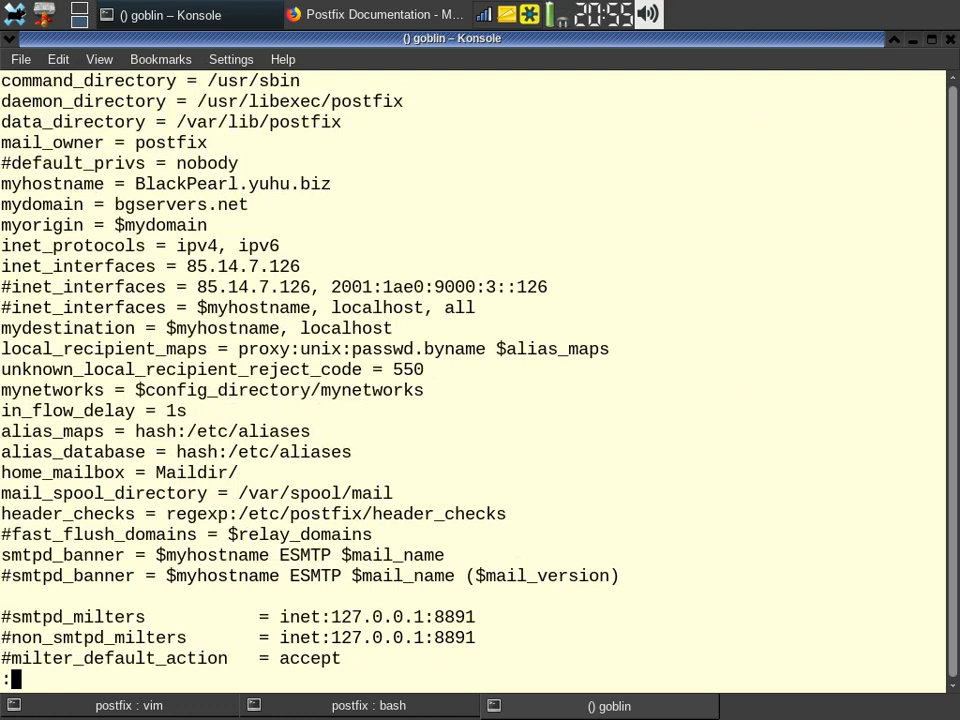 () goblin – Konsole
Postfix Documentation - M...
20:55
() goblin – Konsole
File Edit View Bookmarks Settings Help
command_directory = /usr/sbin
daemon_directory = /usr/libexec/postfix
data_directory = /var/lib/postfix
mail_owner = postfix
#default_privs = nobody
myhostname = BlackPearl.yuhu.biz
mydomain = bgservers.net
myorigin = $mydomain
inet_protocols = ipv4, ipv6
inet_interfaces = 85.14.7.126
#inet_interfaces = 85.14.7.126, 2001:1ae0:9000:3::126
#inet_interfaces = $myhostname, localhost, all
mydestination = $myhostname, localhost
local_recipient_maps = proxy:unix:passwd.byname $alias_maps
unknown_local_recipient_reject_code = 550
mynetworks = $config_directory/mynetworks
in_flow_delay = 1s
alias_maps = hash:/etc/aliases
alias_database = hash:/etc/aliases
home_mailbox = Maildir/
mail_spool_directory = /var/spool/mail
header_checks = regexp:/etc/postfix/header_checks
#fast_flush_domains = $relay_domains
smtpd_banner = $myhostname ESMTP $mail_name
#smtpd_banner = $myhostname ESMTP $mail_name ($mail_version)
#smtpd_milters = inet:127.0.0.1:8891
#non_smtpd_milters = inet:127.0.0.1:8891
#milter_default_action = accept
:
postfix : vim
postfix : bash
() goblin